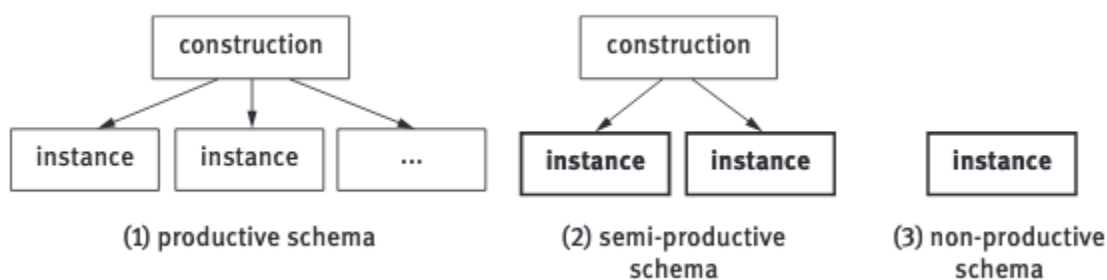 construction
construction
instance
instance
...
instance
instance
instance
(1) productive schema
(2) semi-productive
schema
(3) non-productive
schema